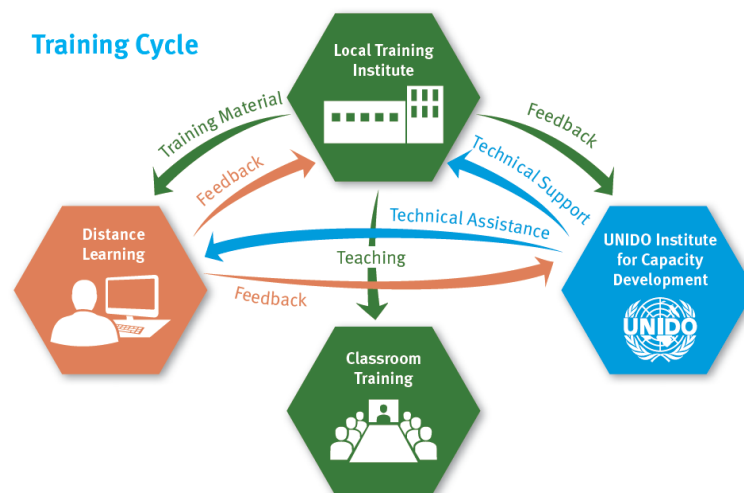 Training Cycle
Local Training
Institute
Training Material
Feedback
Feedback
Technical Support
Distance
Learning
Technical Assistance
UNIDO Institute
for Capacity
Development
Teaching
Feedback
UNIDO
Classroom
Training